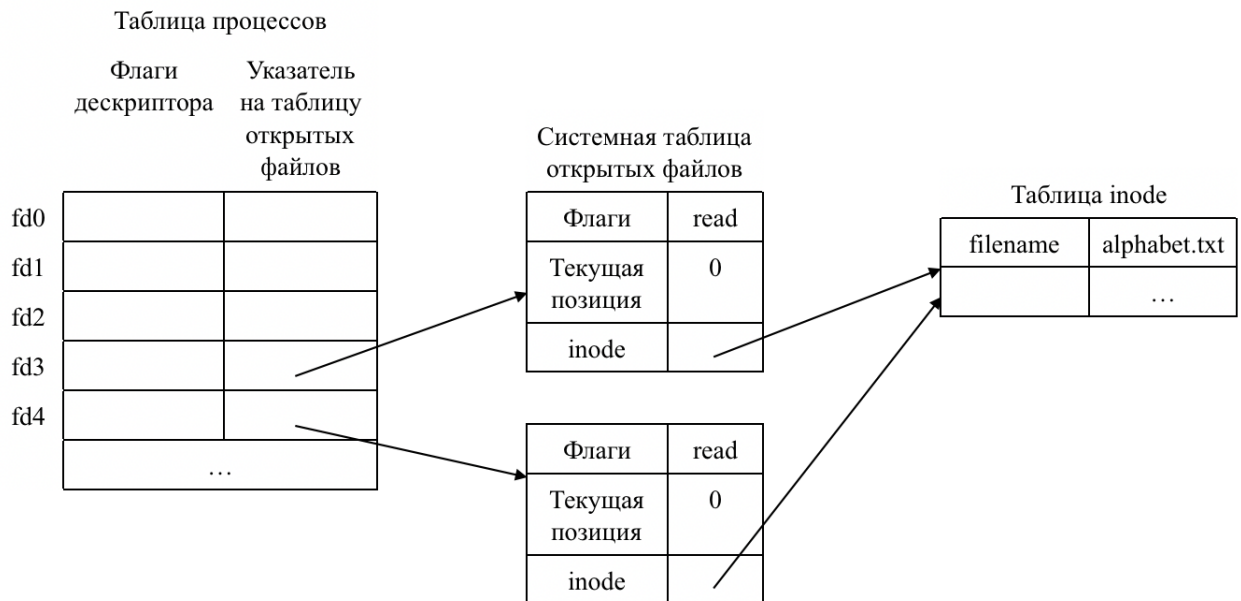 Таблица процессов
Флаги дескриптора
Указатель на таблицу открытых файлов
fd0
fd1
fd2
fd3
fd4
…
Системная таблица
открытых файлов
Флаги read
Текущая позиция 0
inode
Флаги read
Текущая позиция 0
inode
Таблица inode
filename alphabet.txt
…